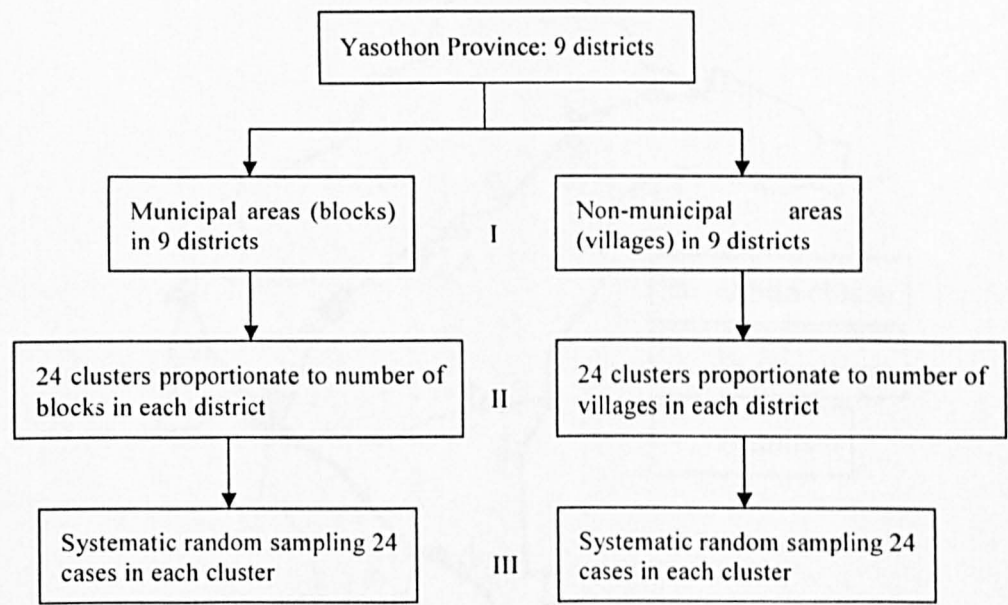 Yasothon Province: 9 districts
Municipal areas (blocks)
in 9 districts
I
Non-municipal areas
(villages) in 9 districts
24 clusters proportionate to number of
blocks in each district
II
24 clusters proportionate to number of
villages in each district
Systematic random sampling 24
cases in each cluster
III
Systematic random sampling 24
cases in each cluster